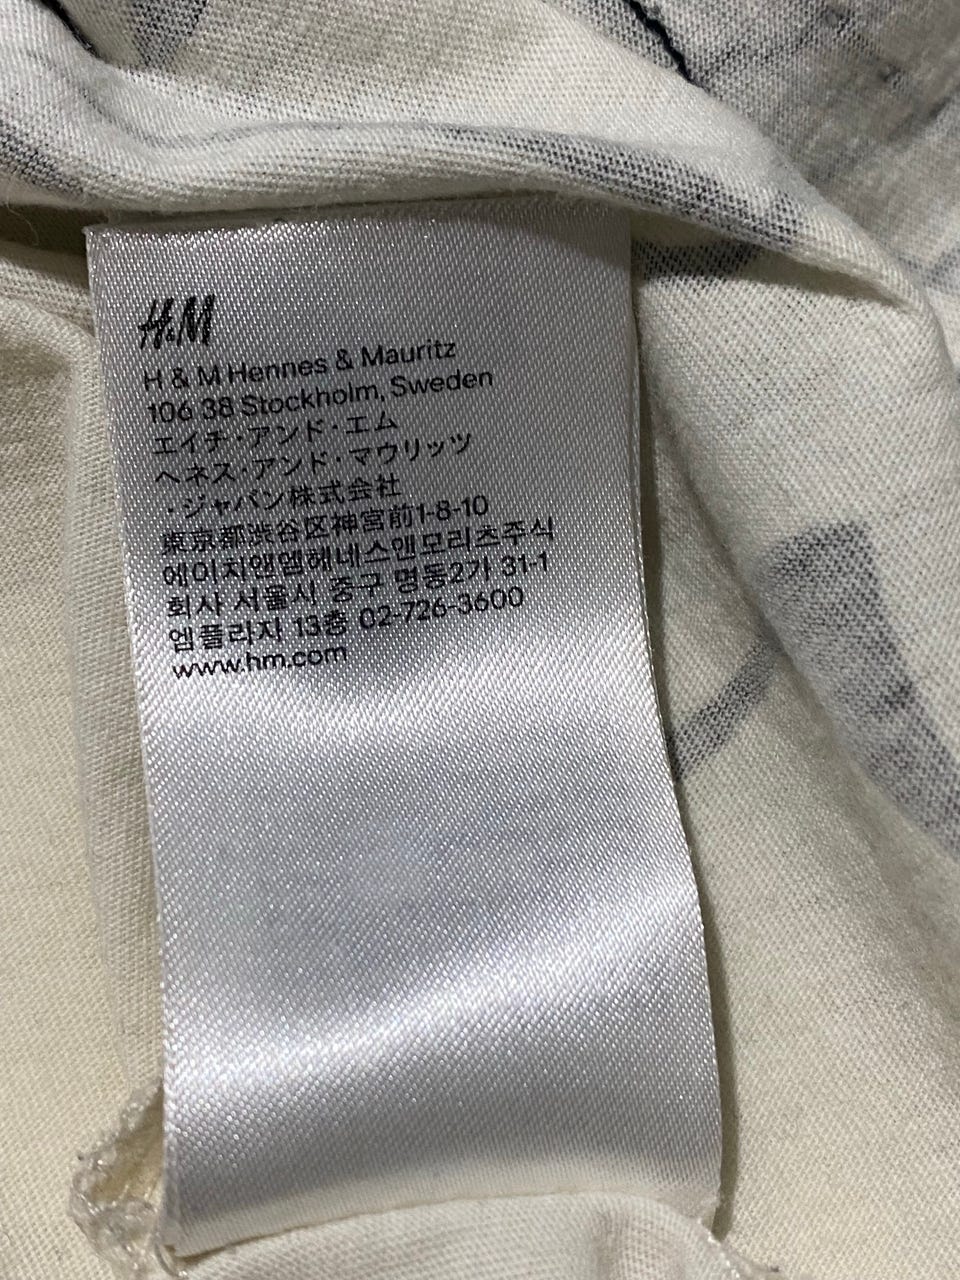 H&M
H & M Hennes & Mauritz
106 38 Stockholm, Sweden
エイチ・アンド・エム
ヘネス・アンド・マウリッツ
・ジャパン株式会社
東京都渋谷区神宮前1-8-10
에이지앤엠헤네스앤모리츠주식
회사 서울시 중구 명동2가 31-1
엠플라자 13층 02-726-3600
www.hm.com